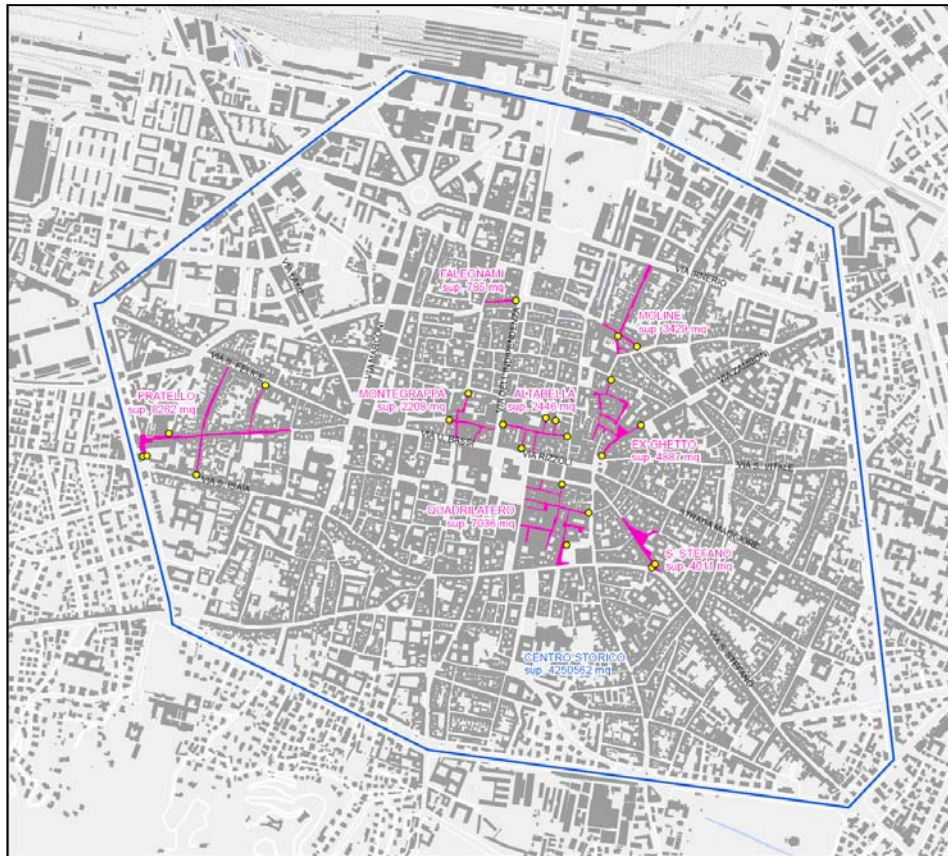 FALEGNAMI
sup. 785 mq
VIA IRNERIO
MOLINE
sup. 3429 mq
VIA MARCONI
VIA DELL'INDIPENDENZA
VIA ZAMBONI
VIA S. FELICE
PRATELLO
sup. 8262 mq
MONTEGRAPPA
sup. 2208 mq
ALTABELLA
sup. 2446 mq
VIA U. BASSI
VIA RIZZOLI
EX GHETTO
sup. 4887 mq
VIA S. VITALE
VIA S. ISAIA
QUADRILATERO
sup. 7036 mq
STRADA MAGGIORE
S. STEFANO
sup. 4011 mq
VIA S. STEFANO
CENTRO STORICO
sup. 4250562 mq